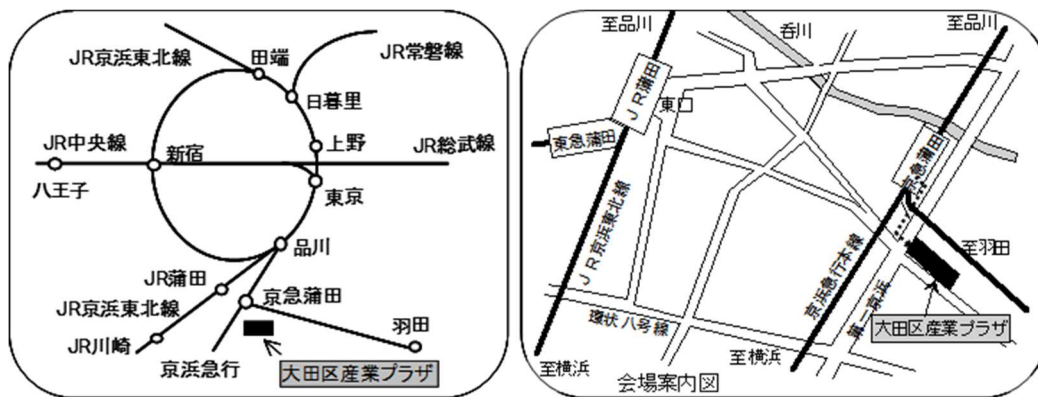 JR京浜東北線
田端
JR常磐線
日暮里
上野
JR中央線
新宿
JR総武線
八王子
東京
品川
JR蒲田
JR京浜東北線
京急蒲田
JR川崎
羽田
京浜急行
大田区産業プラザ
至品川
呑川
至品川
JR蒲田
東口
東急蒲田
京急蒲田
JR京浜東北線
至羽田
京浜急行本線
第一京浜
大田区産業プラザ
環状八号線
至横浜
至横浜
会場案内図